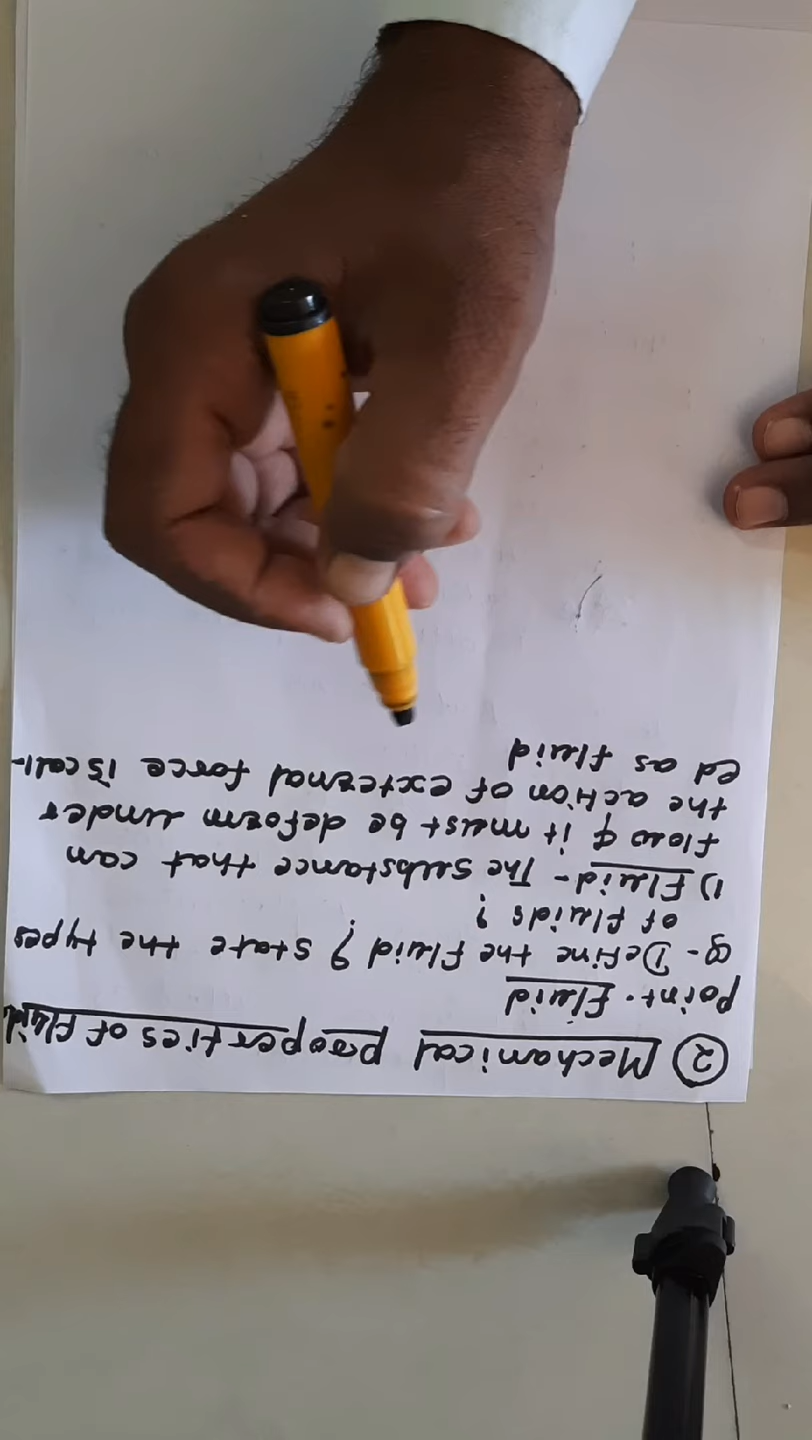 ② Mechanical properties of Fluid
Point. Fluid
Q- Define the Fluid? State the types
of fluids?
1) Fluid - The substance that can
flow & it must be deform under
the action of external force is call-
ed as fluid